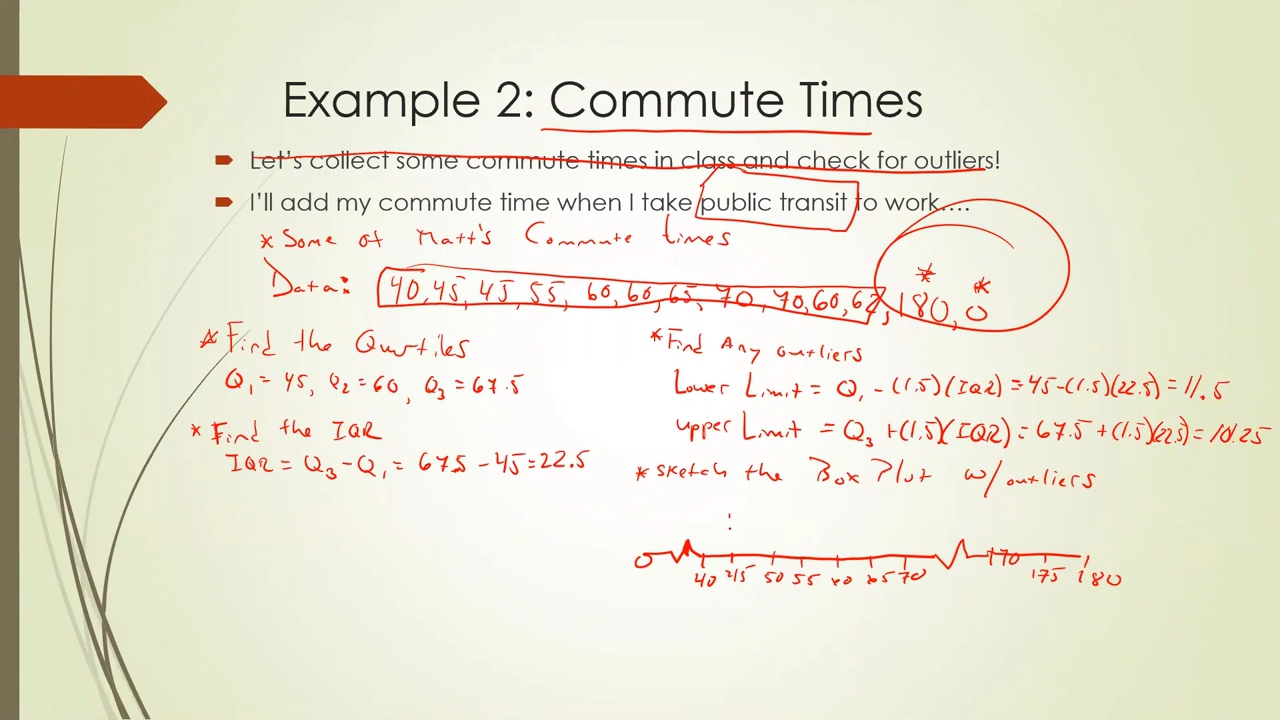 Example 2: Commute Times
Let's collect some commute times in class and check for outliers!
I'll add my commute time when I take public transit to work….
* Some of Matt's Commute times
Data: 40, 45, 45, 55, 60, 60, 65, 70, 70, 60, 62, 180, 0
* *
* Find the Quartiles
Q1 = 45, Q2 = 60, Q3 = 67.5
* Find the IQR
IQR = Q3 - Q1 = 67.5 - 45 = 22.5
* Find Any outliers
Lower Limit = Q1 - (1.5)(IQR) = 45 - (1.5)(22.5) = 11.5
upper Limit = Q3 + (1.5)(IQR) = 67.5 + (1.5)(22.5) = 101.25
* Sketch the Box Plot w/ outliers
0 40 45 50 55 60 65 70 170 175 180